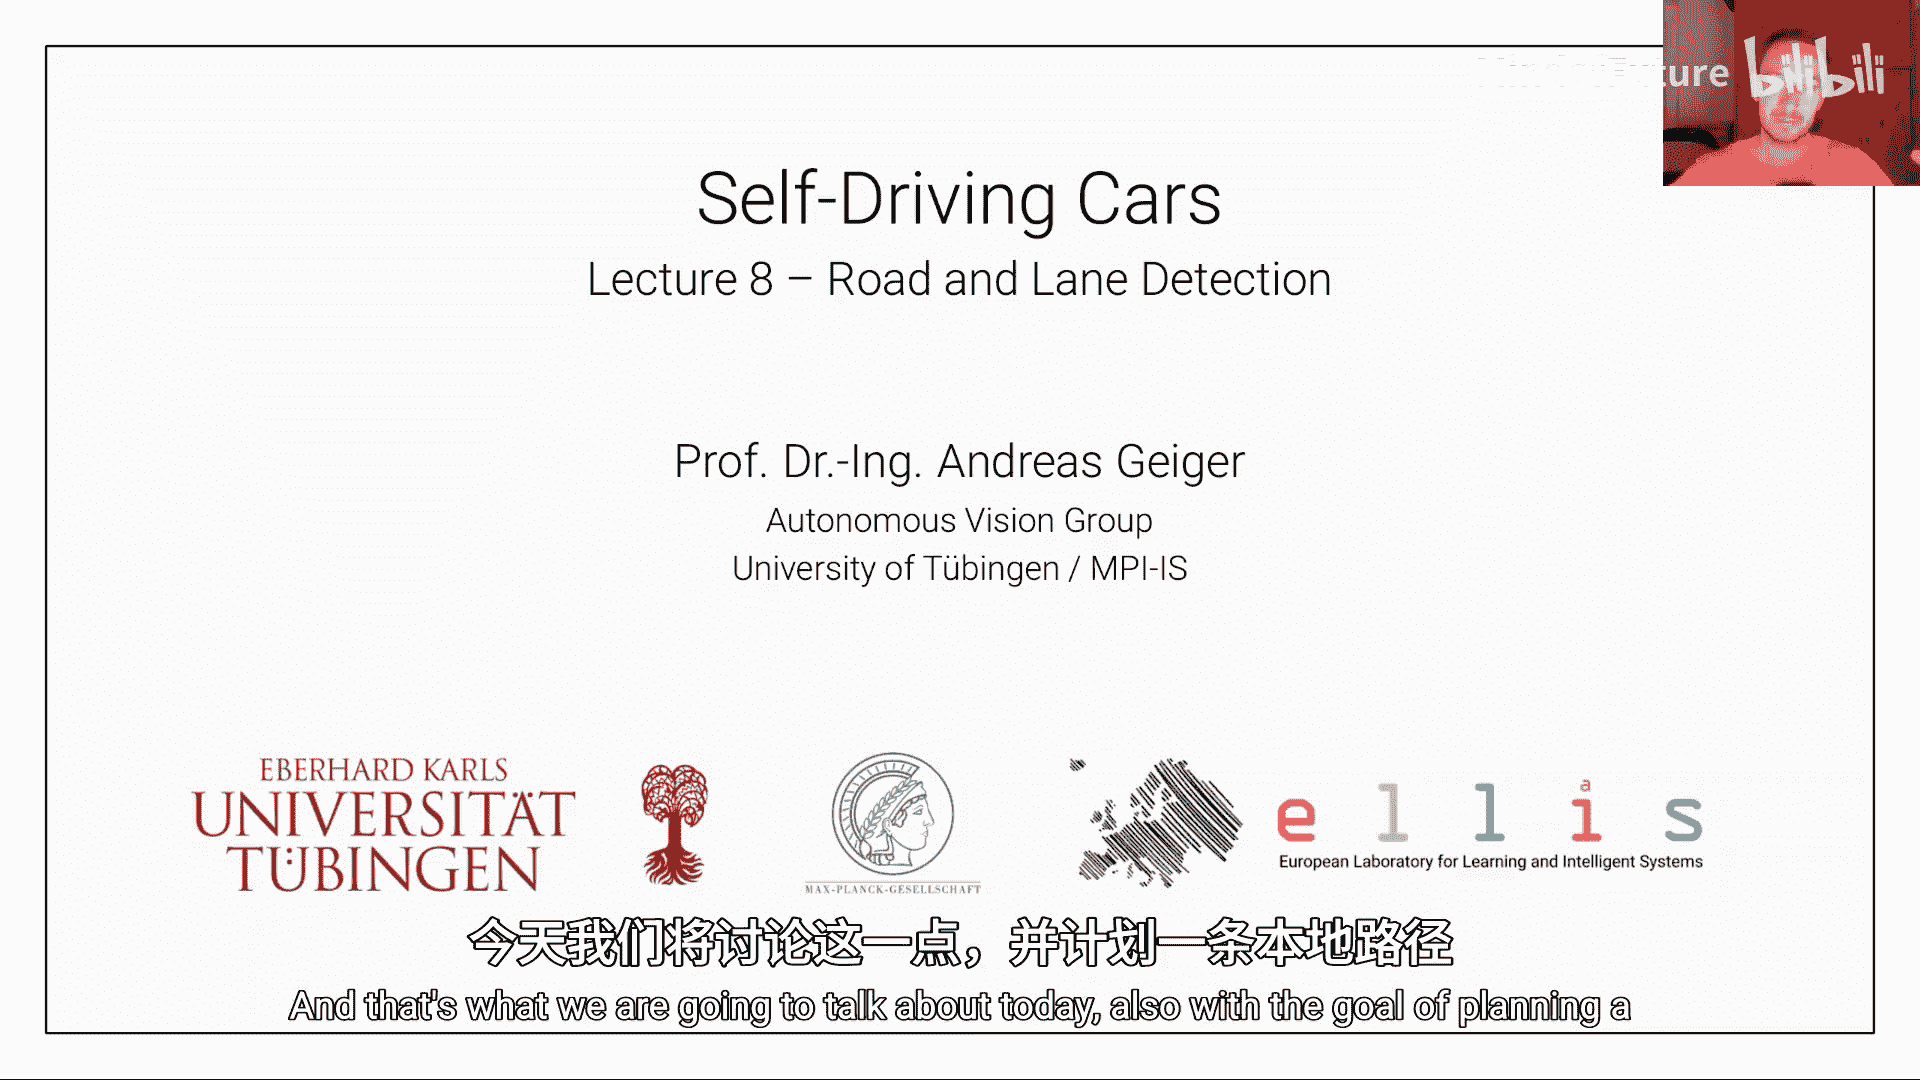 bilibili
Self-Driving Cars
Lecture 8 – Road and Lane Detection
Prof. Dr.-Ing. Andreas Geiger
Autonomous Vision Group
University of Tübingen / MPI-IS
EBERHARD KARLS
UNIVERSITÄT
TÜBINGEN
MAX-PLANCK-GESELLSCHAFT
ellis
European Laboratory for Learning and Intelligent Systems
今天我们将讨论这一点，并计划一条本地路径
And that's what we are going to talk about today, also with the goal of planning a